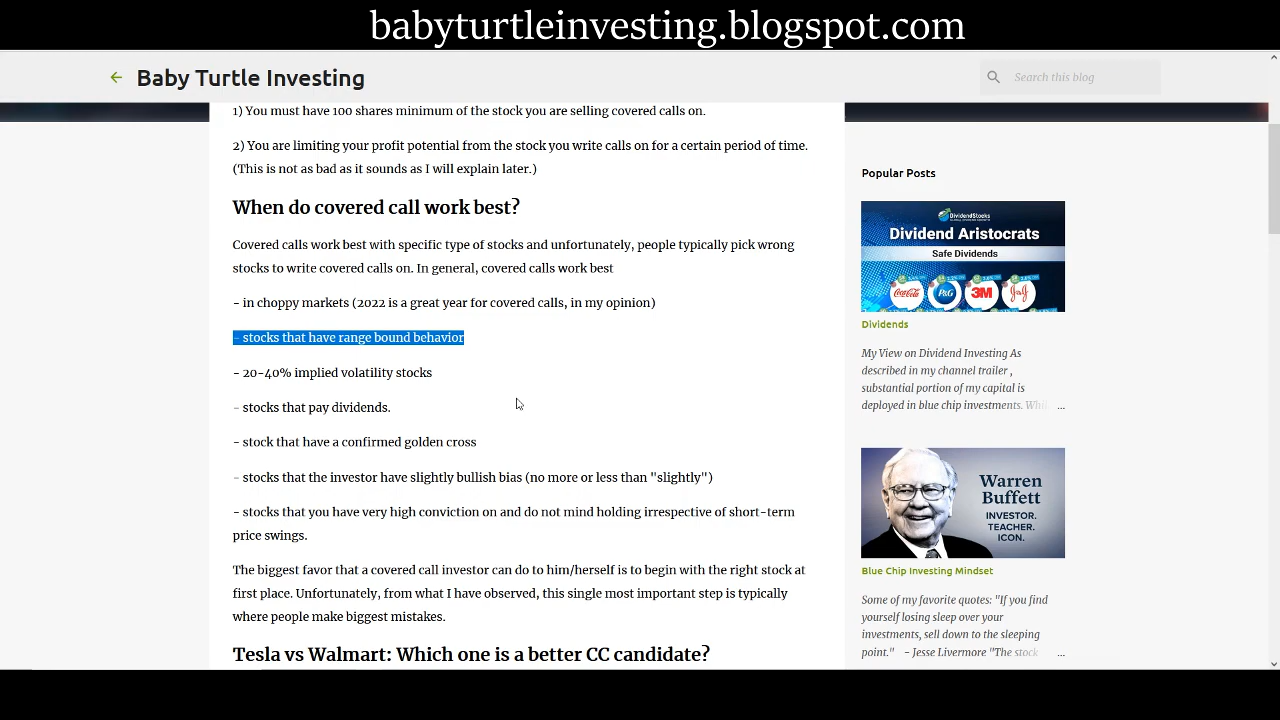 babyturtleinvesting.blogspot.com
Baby Turtle Investing
Search this blog
1) You must have 100 shares minimum of the stock you are selling covered calls on.
2) You are limiting your profit potential from the stock you write calls on for a certain period of time.
(This is not as bad as it sounds as I will explain later.)
When do covered call work best?
Covered calls work best with specific type of stocks and unfortunately, people typically pick wrong
stocks to write covered calls on. In general, covered calls work best
- in choppy markets (2022 is a great year for covered calls, in my opinion)
- stocks that have range bound behavior
- 20-40% implied volatility stocks
- stocks that pay dividends.
- stock that have a confirmed golden cross
- stocks that the investor have slightly bullish bias (no more or less than "slightly")
- stocks that you have very high conviction on and do not mind holding irrespective of short-term
price swings.
The biggest favor that a covered call investor can do to him/herself is to begin with the right stock at
first place. Unfortunately, from what I have observed, this single most important step is typically
where people make biggest mistakes.
Tesla vs Walmart: Which one is a better CC candidate?
Popular Posts
DividendStocks
Dividend Aristocrats
Safe Dividends
Coca-Cola P&G 3M J&J
Dividends
My View on Dividend Investing As
described in my channel trailer ,
substantial portion of my capital is
deployed in blue chip investments. Whi ...
Warren
Buffett
INVESTOR.
TEACHER.
ICON.
Blue Chip Investing Mindset
Some of my favorite quotes: "If you find
yourself losing sleep over your
investments, sell down to the sleeping
point." - Jesse Livermore "The stock ...